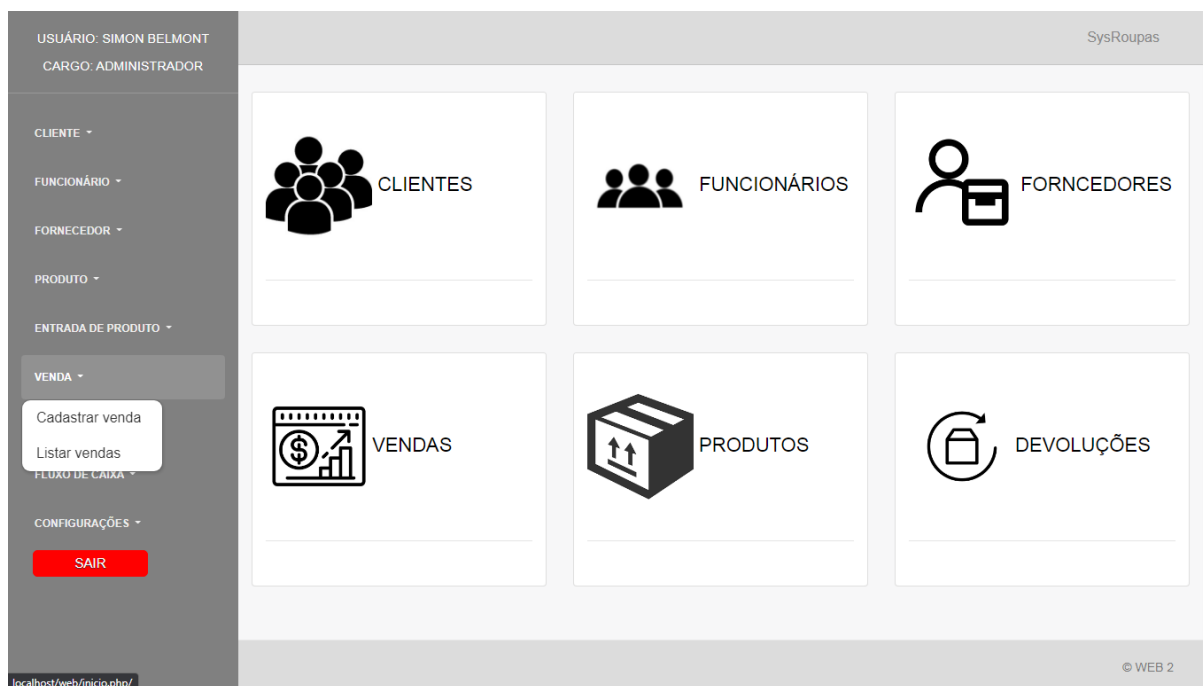 USUÁRIO: SIMON BELMONT
CARGO: ADMINISTRADOR
SysRoupas
CLIENTE
FUNCIONÁRIO
FORNECEDOR
PRODUTO
ENTRADA DE PRODUTO
VENDA
Cadastrar venda
Listar vendas
FLUXO DE CAIXA
CONFIGURAÇÕES
SAIR
CLIENTES
FUNCIONÁRIOS
FORNCEDORES
VENDAS
PRODUTOS
DEVOLUÇÕES
© WEB 2
localhost/web/inicio.php/